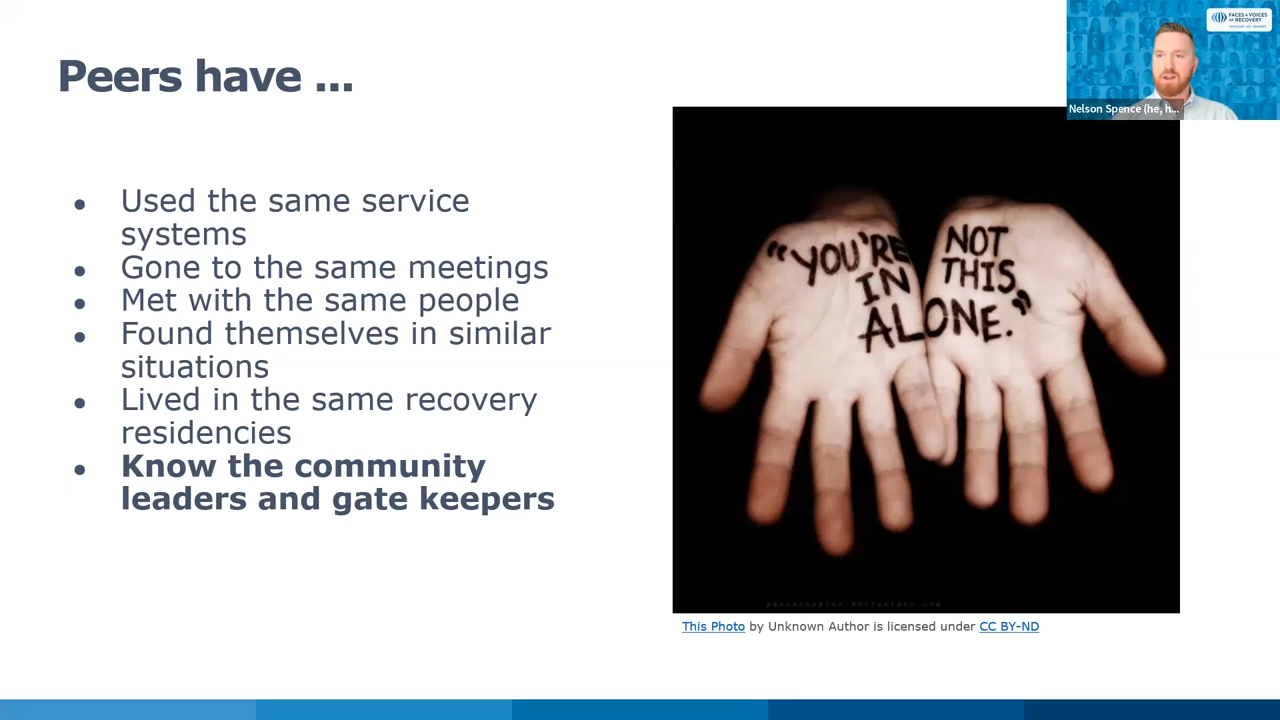 Peers have ...
● Used the same service
systems
● Gone to the same meetings
● Met with the same people
● Found themselves in similar
situations
● Lived in the same recovery
residencies
● Know the community
leaders and gate keepers
“YOU’RE NOT
IN THIS
ALONE.”
This Photo by Unknown Author is licensed under CC BY-ND
FACES & VOICES
OF RECOVERY
Nelson Spence (he, h...